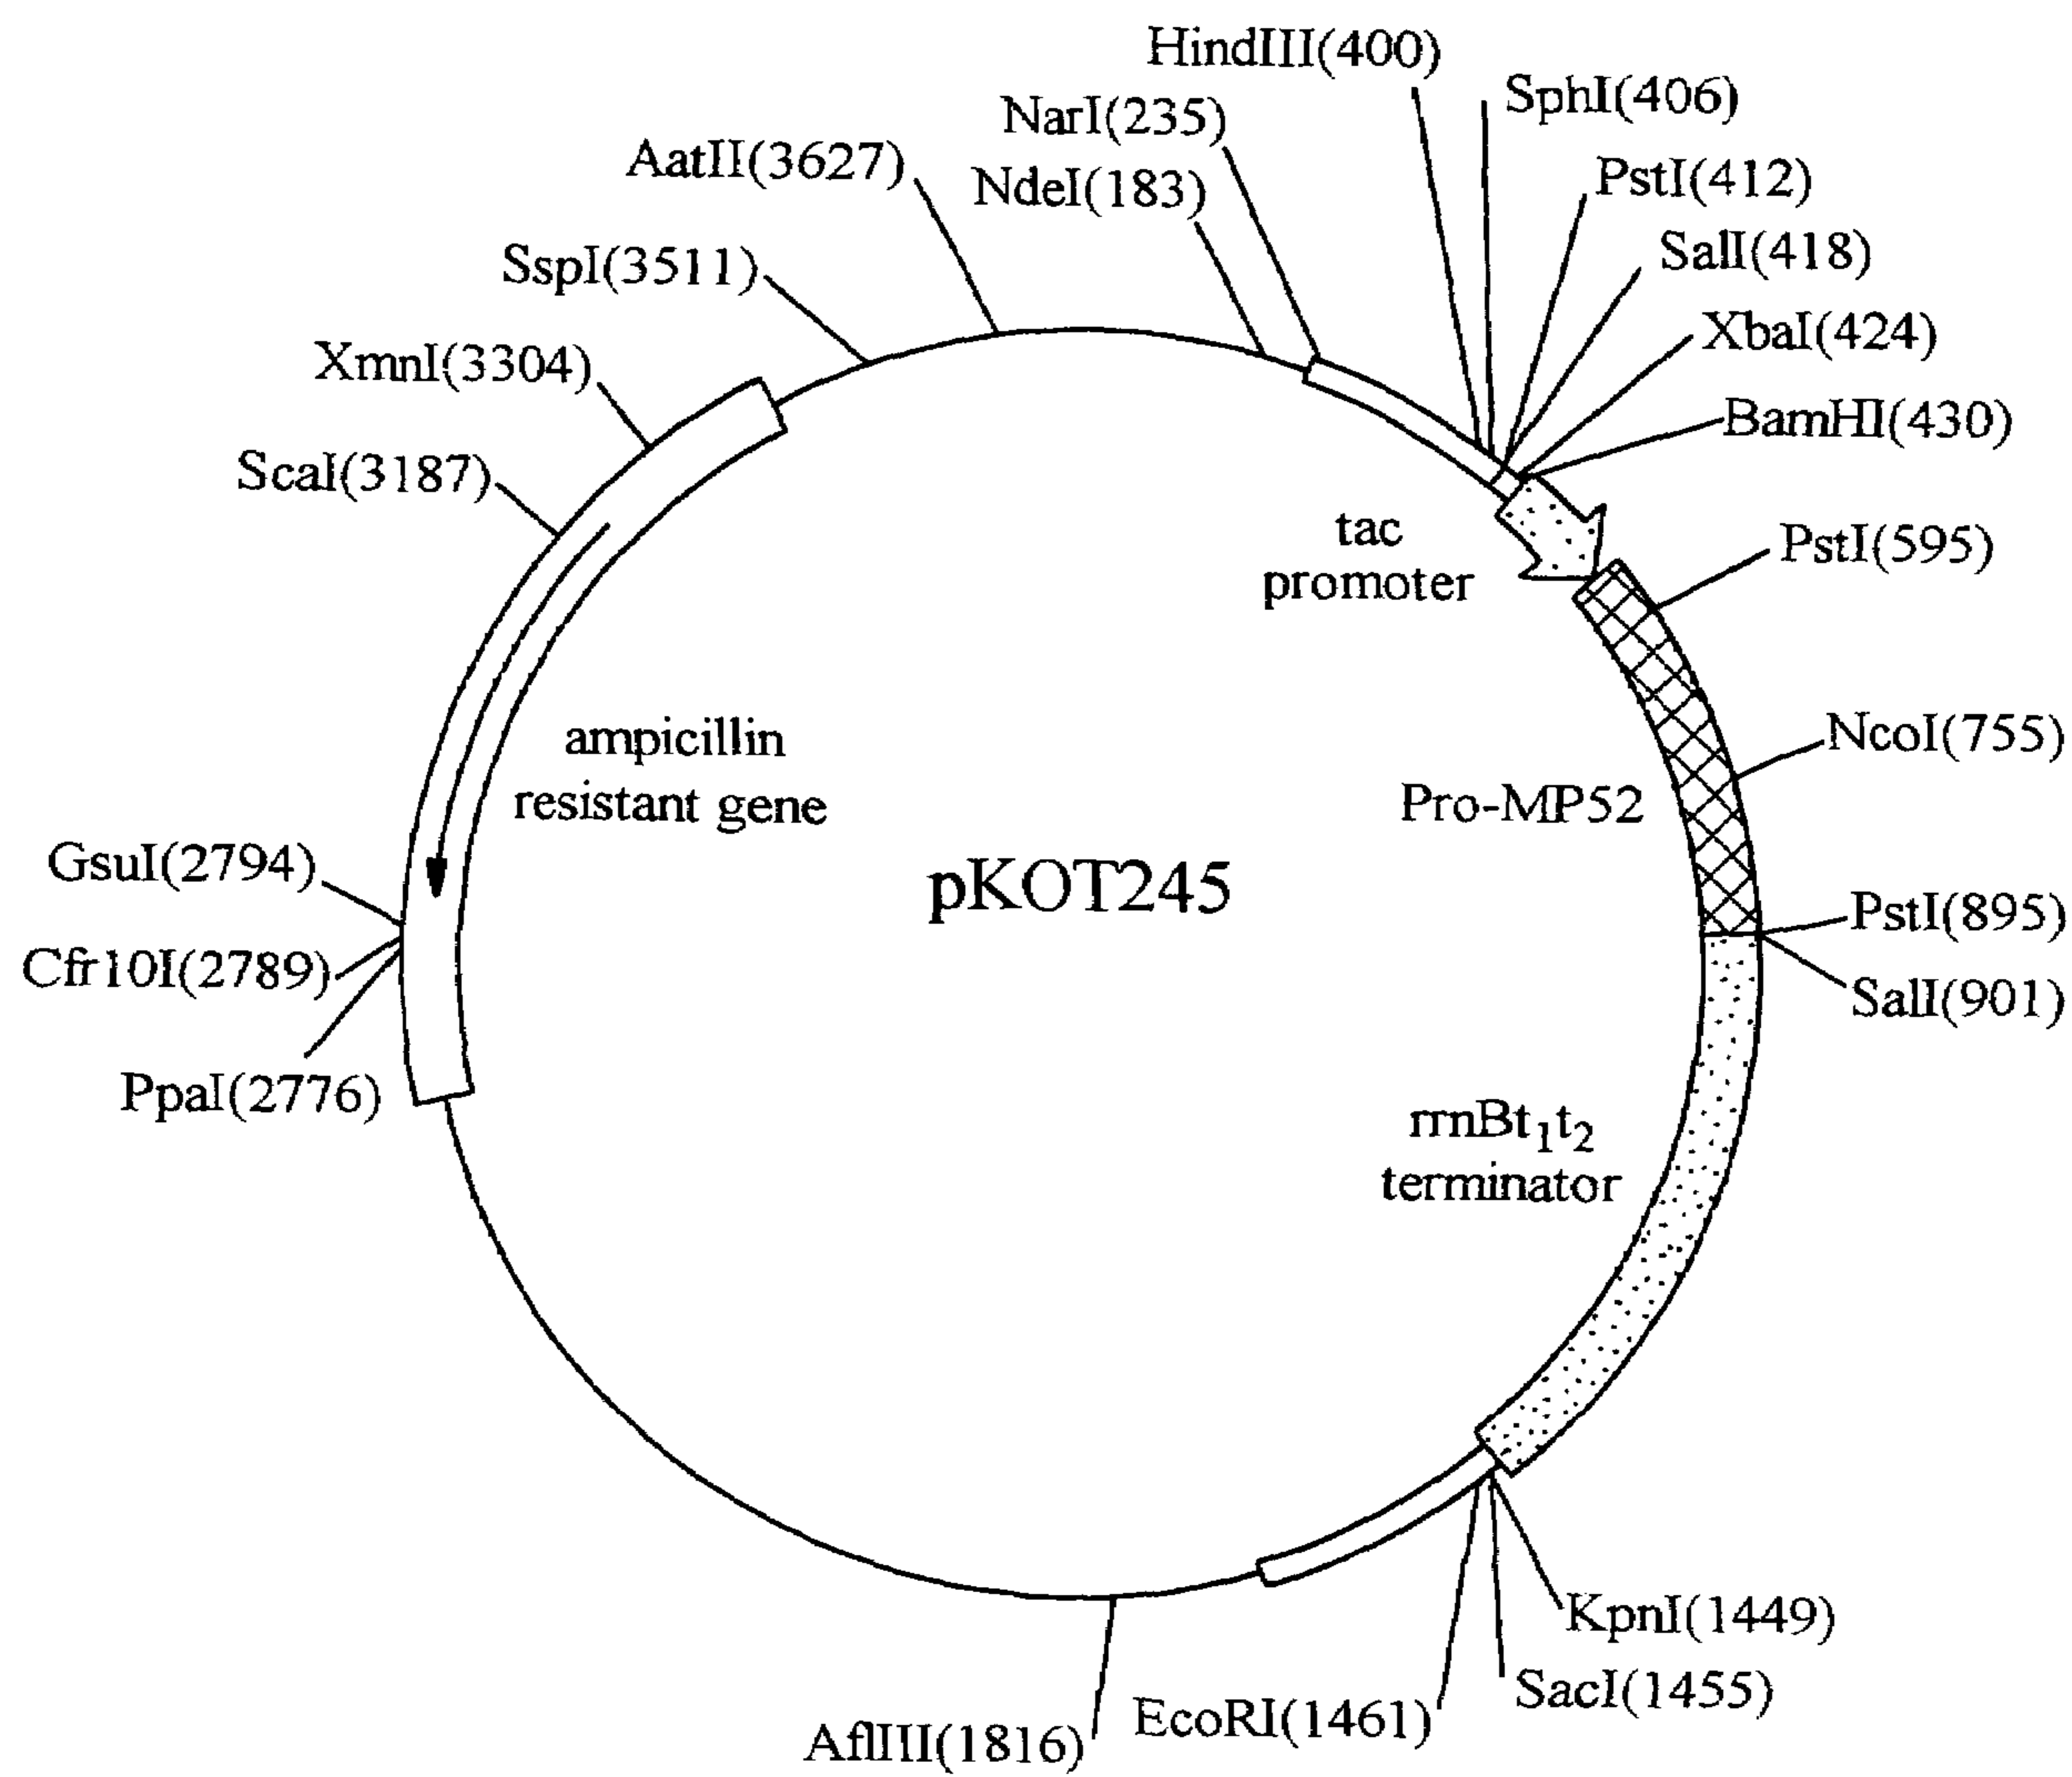 HindIII(400)
SphI(406)
NarI(235)
AatII(3627)
NdeI(183)
PstI(412)
SalI(418)
SspI(3511)
XbaI(424)
XmnI(3304)
BamHI(430)
ScaI(3187)
tac
promoter
PstI(595)
ampicillin
resistant gene
NcoI(755)
Pro-MP52
GsuI(2794)
pKOT245
PstI(895)
Cfr10I(2789)
SalI(901)
PpaI(2776)
rrnBt₁t₂
terminator
KpnI(1449)
SacI(1455)
EcoRI(1461)
AflIII(1816)